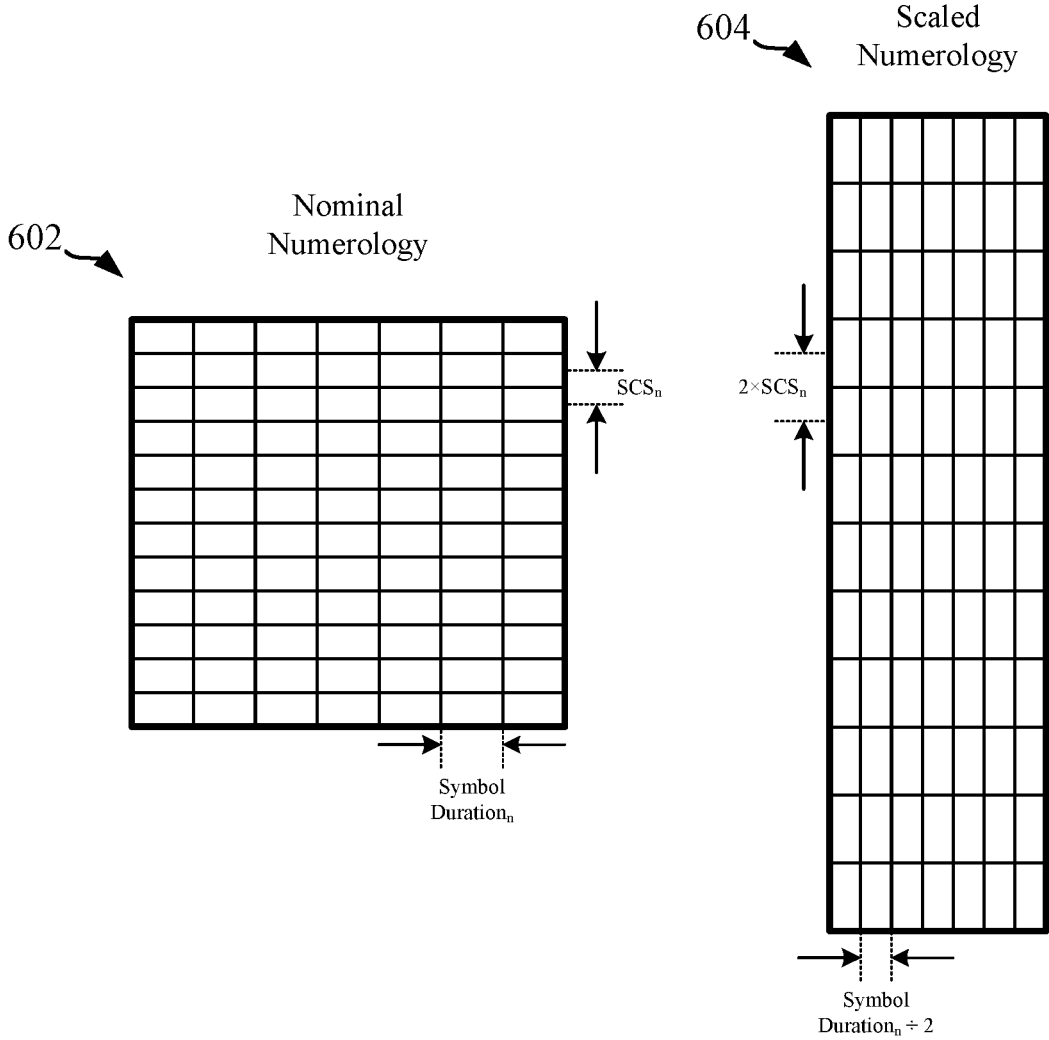 604
Scaled
Numerology
602
Nominal
Numerology
SCSₙ
2×SCSₙ
Symbol
Durationₙ
Symbol
Durationₙ ÷ 2